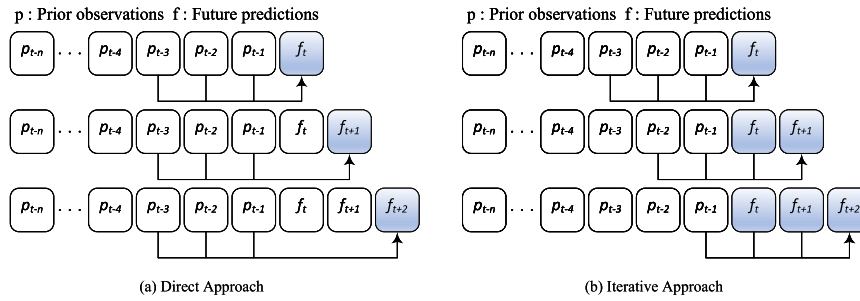 p : Prior observations f : Future predictions
p_{t-n} . . . p_{t-4} p_{t-3} p_{t-2} p_{t-1} f_t
p_{t-n} . . . p_{t-4} p_{t-3} p_{t-2} p_{t-1} f_t f_{t+1}
p_{t-n} . . . p_{t-4} p_{t-3} p_{t-2} p_{t-1} f_t f_{t+1} f_{t+2}
(a) Direct Approach
p : Prior observations f : Future predictions
p_{t-n} . . . p_{t-4} p_{t-3} p_{t-2} p_{t-1} f_t
p_{t-n} . . . p_{t-4} p_{t-3} p_{t-2} p_{t-1} f_t f_{t+1}
p_{t-n} . . . p_{t-4} p_{t-3} p_{t-2} p_{t-1} f_t f_{t+1} f_{t+2}
(b) Iterative Approach